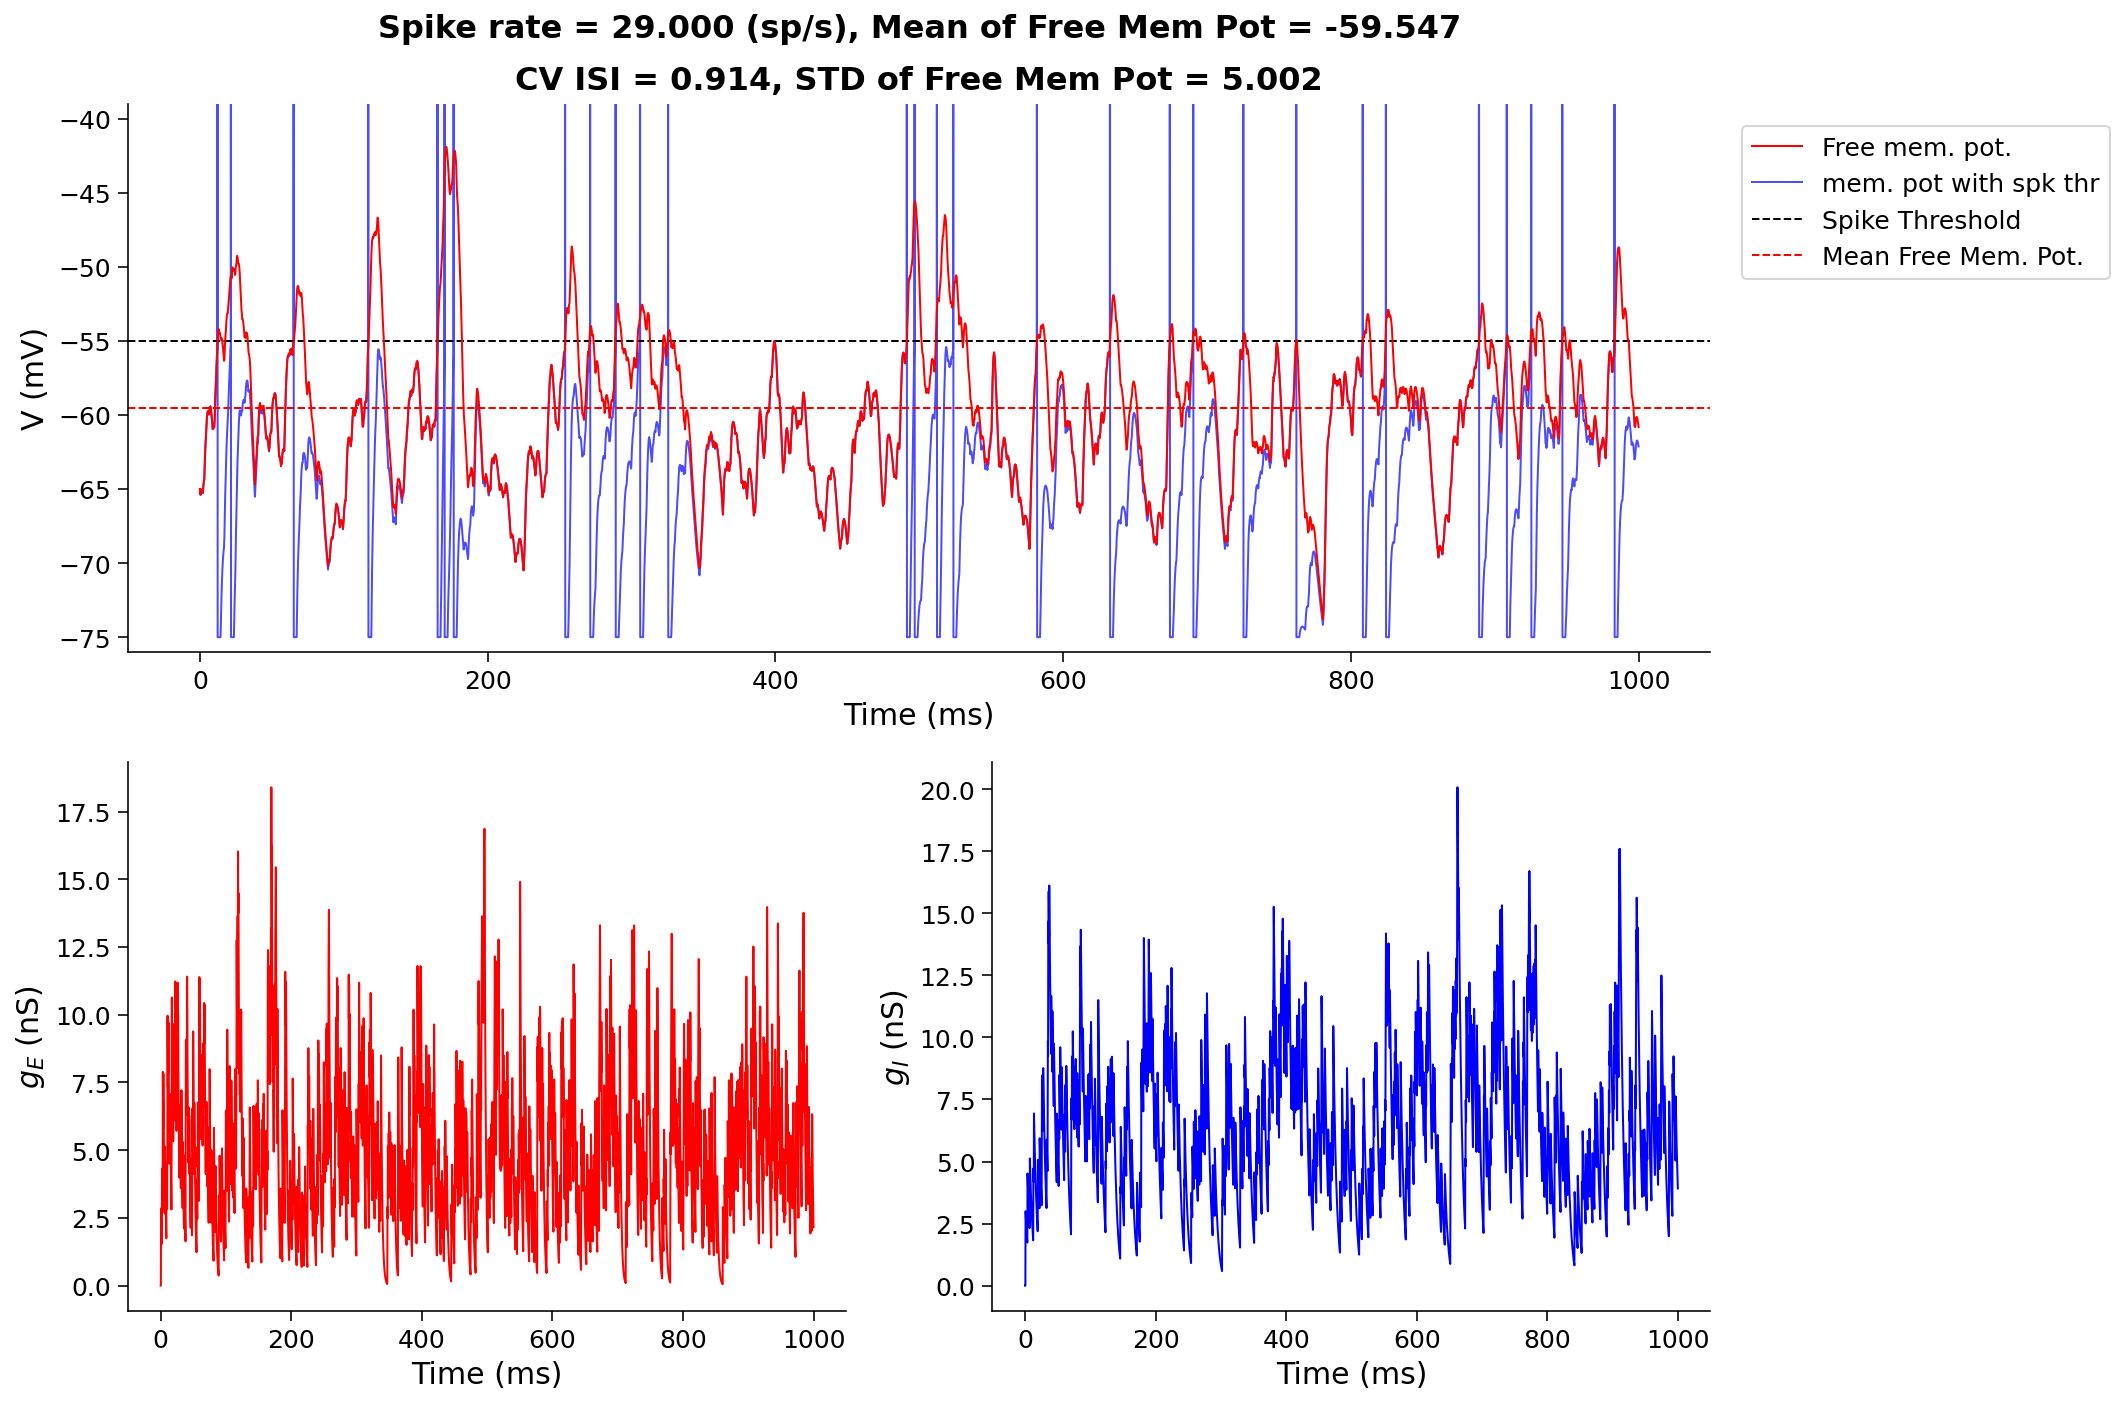 Spike rate = 29.000 (sp/s), Mean of Free Mem Pot = -59.547
CV ISI = 0.914, STD of Free Mem Pot = 5.002
−40
−45
−50
−55
−60
−65
−70
−75
V (mV)
0 200 400 600 800 1000
Time (ms)
Free mem. pot.
mem. pot with spk thr
Spike Threshold
Mean Free Mem. Pot.
17.5
15.0
12.5
10.0
7.5
5.0
2.5
0.0
g_E (nS)
0 200 400 600 800 1000
Time (ms)
20.0
17.5
15.0
12.5
10.0
7.5
5.0
2.5
0.0
g_I (nS)
0 200 400 600 800 1000
Time (ms)